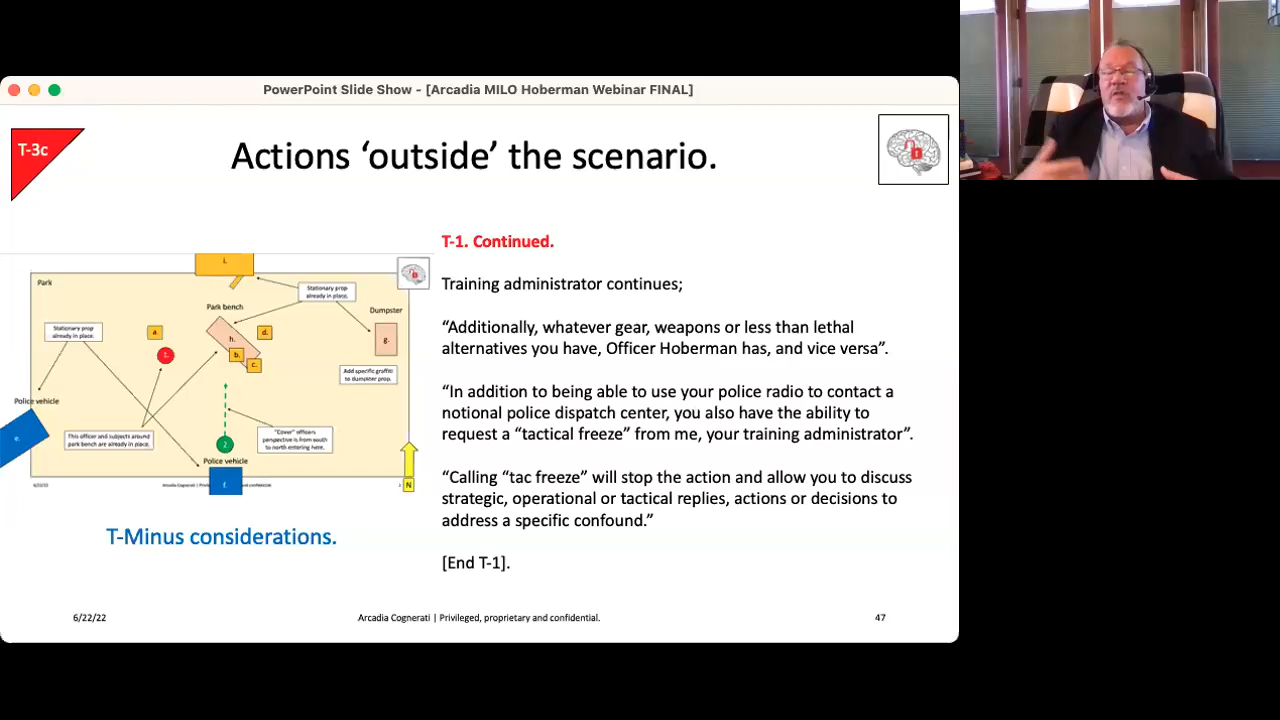 PowerPoint Slide Show - [Arcadia MILO Hoberman Webinar FINAL]
T-3c
Actions ‘outside’ the scenario.
T-1. Continued.
Training administrator continues;
“Additionally, whatever gear, weapons or less than lethal
alternatives you have, Officer Hoberman has, and vice versa”.
“In addition to being able to use your police radio to contact a
notional police dispatch center, you also have the ability to
request a “tactical freeze” from me, your training administrator”.
“Calling “tac freeze” will stop the action and allow you to discuss
strategic, operational or tactical replies, actions or decisions to
address a specific confound.”
[End T-1].
Park
Stationary prop
already in place.
Park bench
Dumpster
Stationary prop
already in place.
a.
d.
h.
g.
1.
b.
c.
Add specific graffiti
to dumpster prop.
Police vehicle
e.
This officer and subjects around
park bench are already in place.
2.
“Cover” officers
perspective is from south
to north entering here.
Police vehicle
f.
N
T-Minus considerations.
6/22/22
Arcadia Cognerati | Privileged, proprietary and confidential.
47